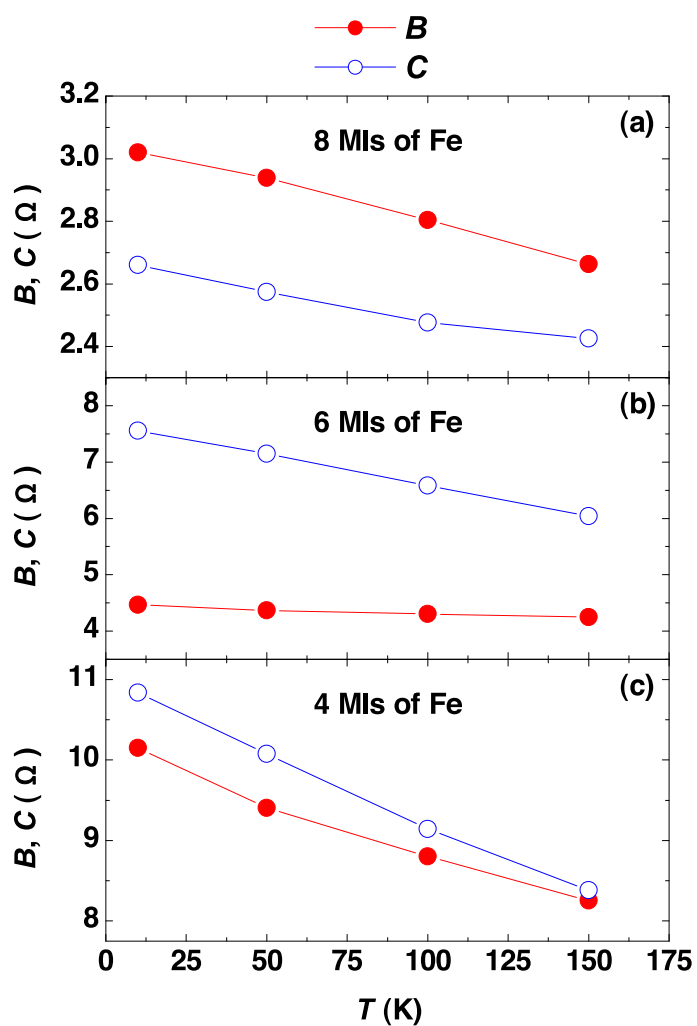 B
C
(a)
8 Mls of Fe
3.2
3.0
2.8
2.6
2.4
B, C ( Ω )
(b)
6 Mls of Fe
8
7
6
5
4
B, C ( Ω )
(c)
4 Mls of Fe
11
10
9
8
B, C ( Ω )
0 25 50 75 100 125 150 175
T (K)